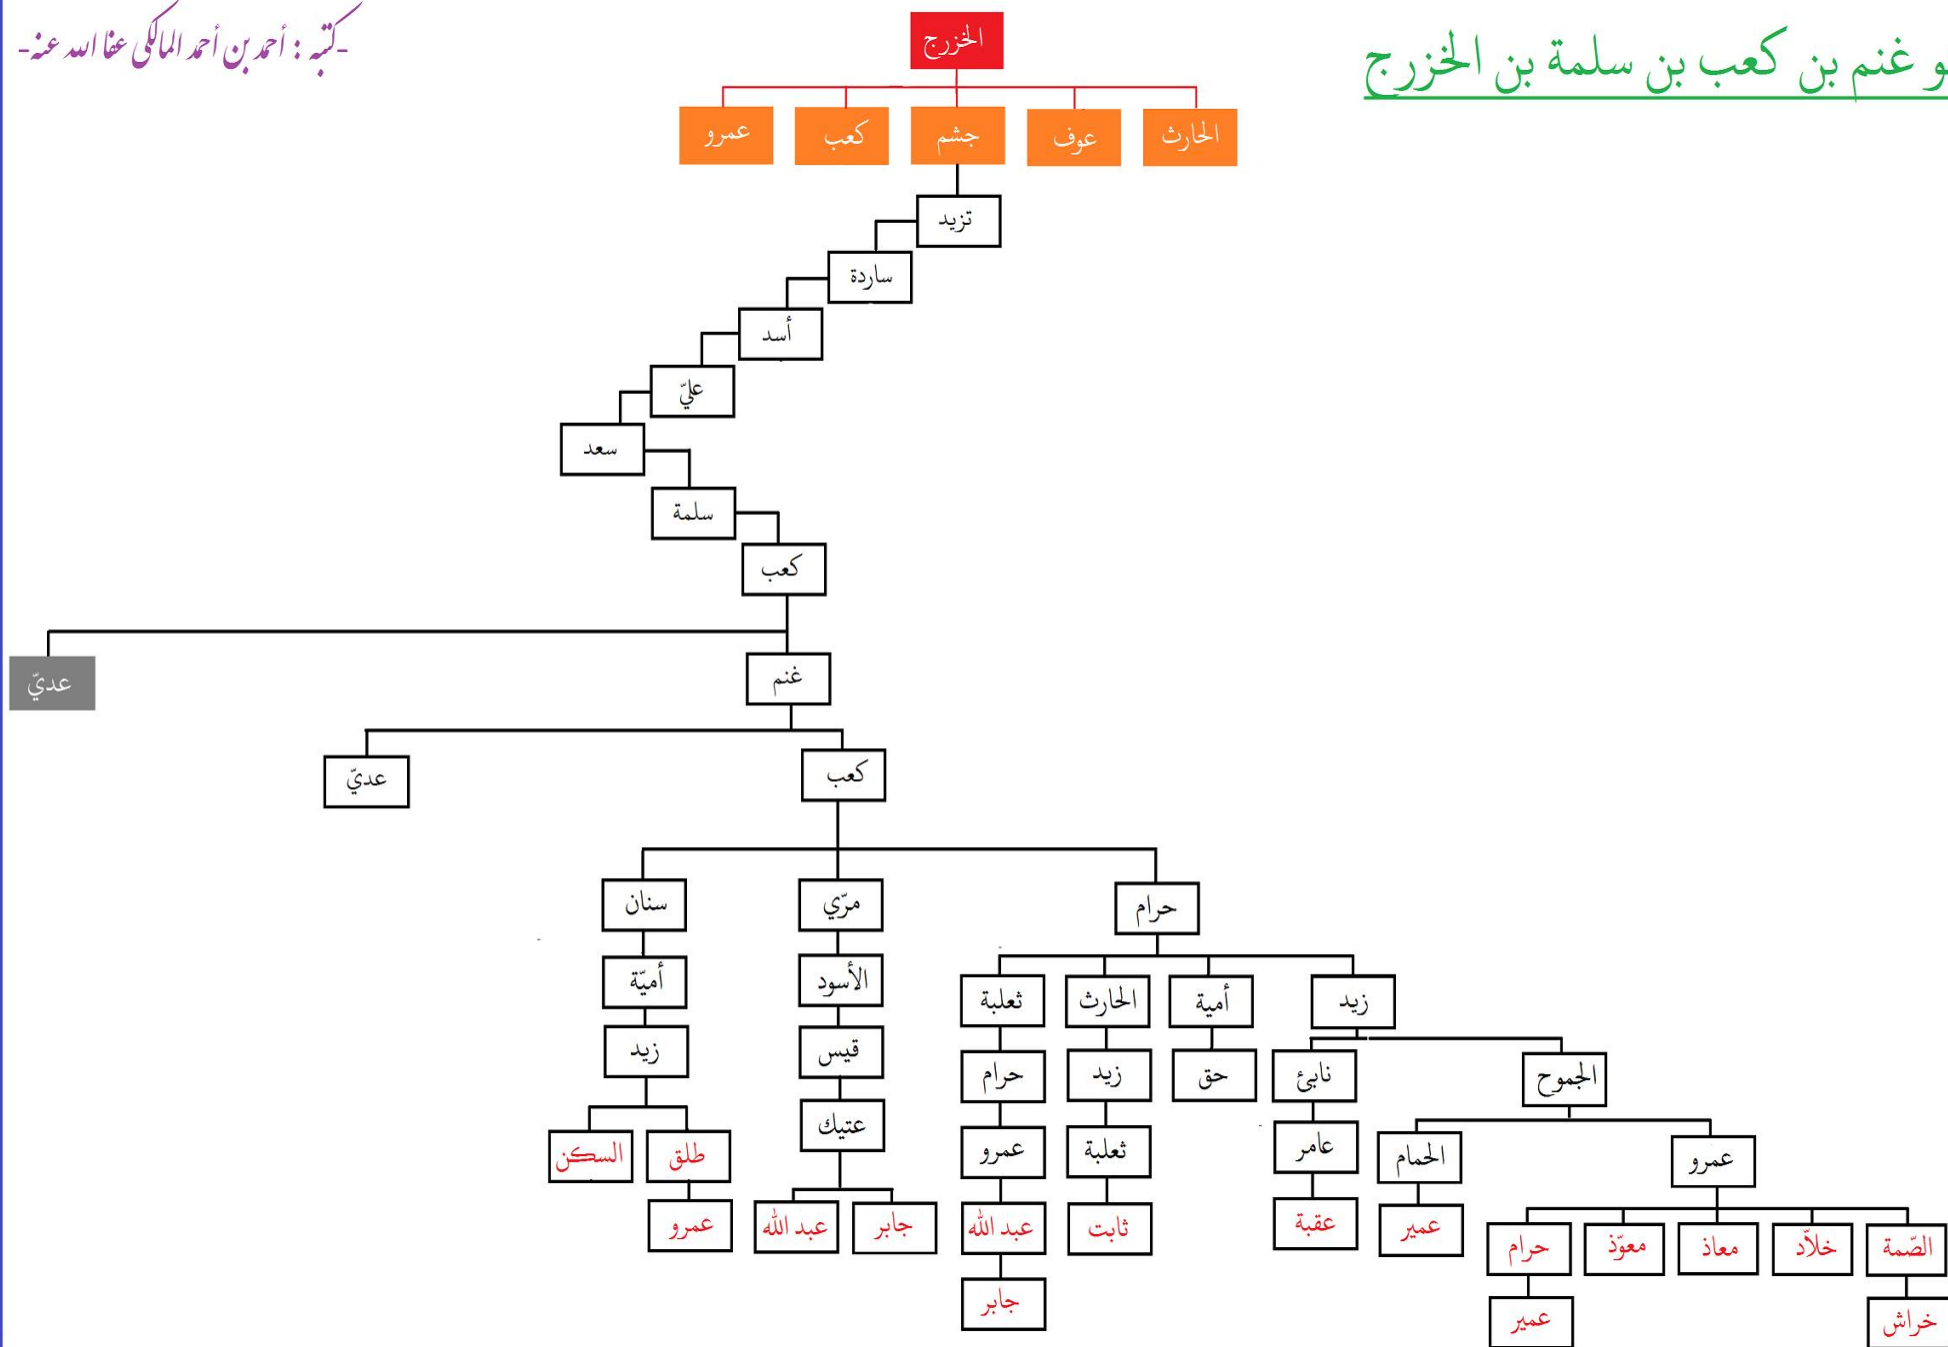 و غنم بن كعب بن سلمة بن الخزرج
-كتبه : أحمد بن أحمد المالكي عفا الله عنه-
الخزرج
الحارث عوف جشم كعب عمرو
تزيد
ساردة
أسد
عليّ
سعد
سلمة
كعب
غنم عديّ
كعب عديّ
حرام مرّي سنان
زيد أمية الحارث ثعلبة الأسود أميّة
الجموح نابئ حق زيد حرام قيس زيد
عمرو الحمام عامر ثعلبة عمرو عتيك طلق السكن
الصّمة خلاّد معاذ معوّذ حرام عمير عقبة ثابت عبد الله جابر عبد الله عمرو
خراش عمير جابر